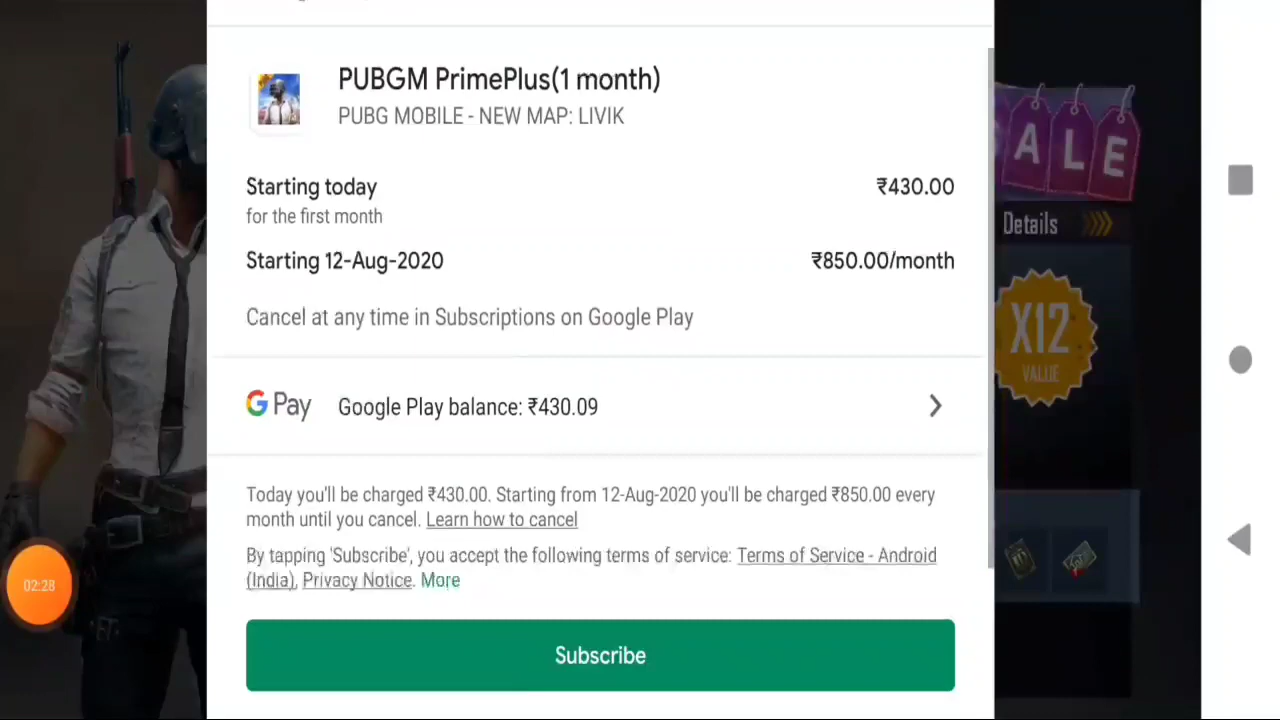 PUBGM PrimePlus(1 month)
PUBG MOBILE - NEW MAP: LIVIK
Starting today
₹430.00
for the first month
Starting 12-Aug-2020
₹850.00/month
Cancel at any time in Subscriptions on Google Play
G Pay
Google Play balance: ₹430.09
Today you'll be charged ₹430.00. Starting from 12-Aug-2020 you'll be charged ₹850.00 every
month until you cancel. Learn how to cancel
By tapping 'Subscribe', you accept the following terms of service: Terms of Service - Android
(India), Privacy Notice. More
Subscribe
02:28
ALE
Details
X12
VALUE